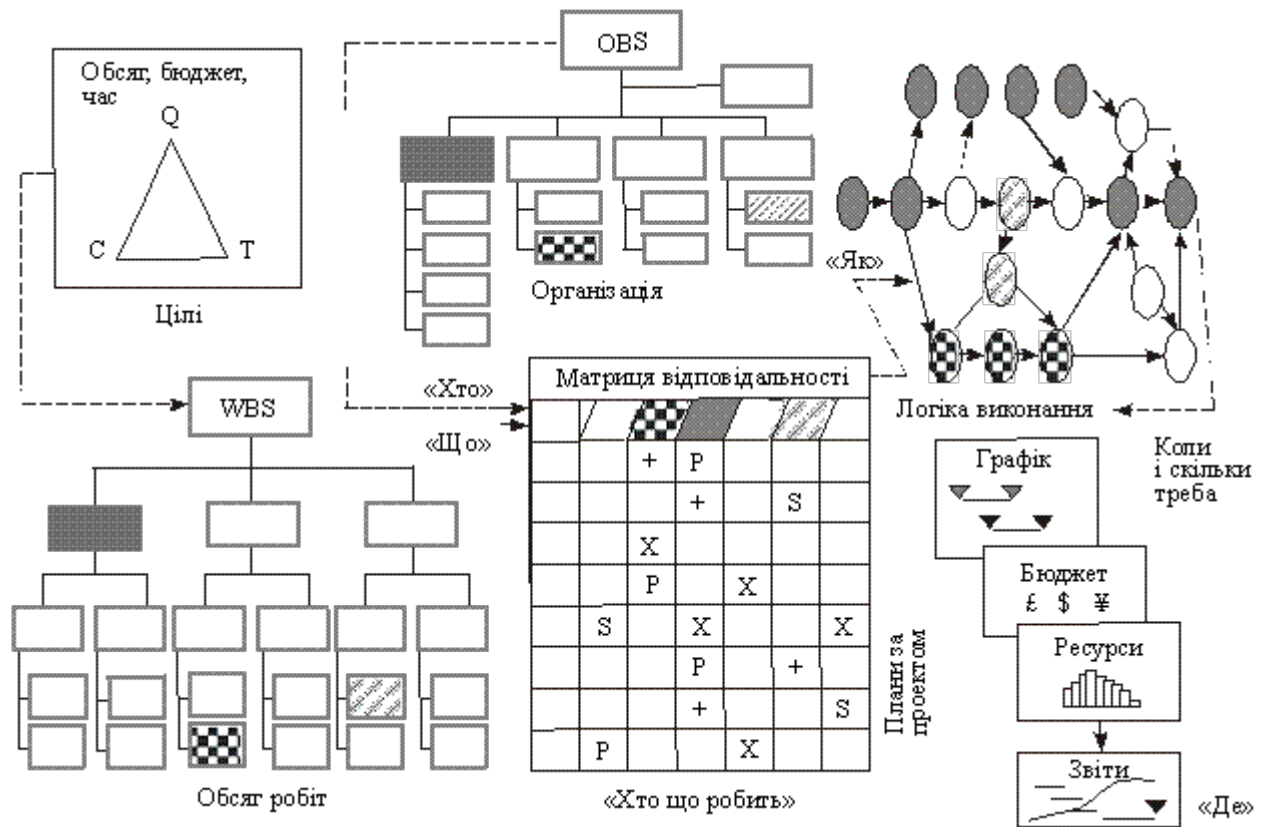 Обсяг, бюджет,
час
Q
C
T
Цілі
OBS
Організація
«Як»
Логіка виконання
WBS
Обсяг робіт
«Хто»
«Що»
Матриця відповідальності
+ P
+ S
X
P X
S X X
P +
+ S
P X
«Хто що робить»
Плани за
проектом
Коли
і скільки
треба
Графік
Бюджет
£ $ ¥
Ресурси
Звіти
«Де»